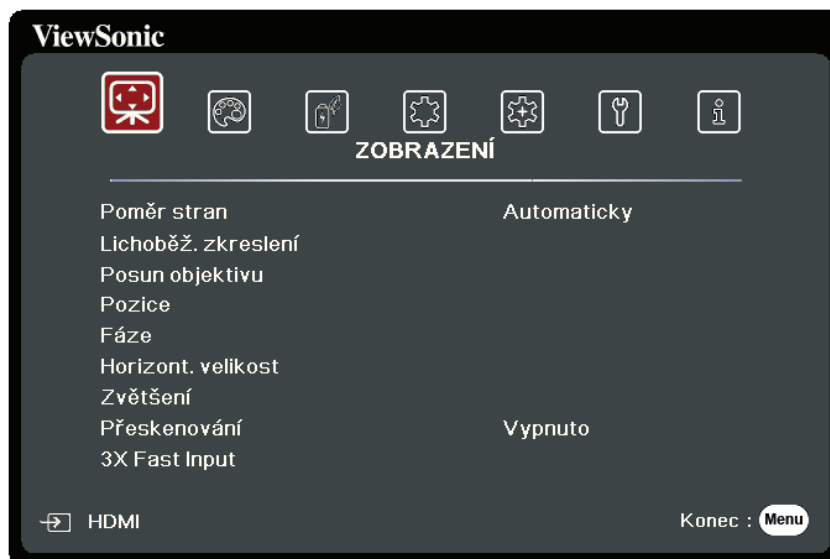 ViewSonic
ZOBRAZENÍ
Poměr stran Automaticky
Lichoběž. zkreslení
Posun objektivu
Pozice
Fáze
Horizont. velikost
Zvětšení
Přeskenování Vypnuto
3X Fast Input
HDMI Konec : Menu